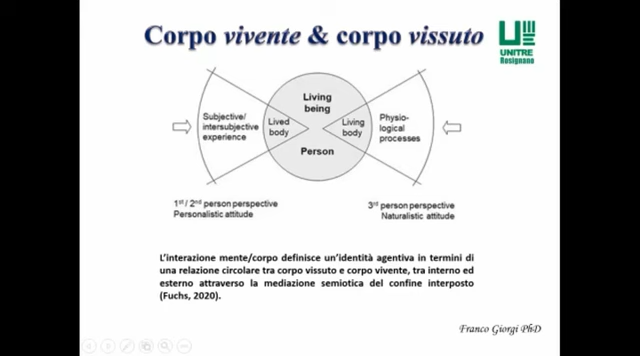 Corpo vivente & corpo vissuto
UNITRE
Rosignano
Living
being
Subjective/
intersubjective
experience
Lived
body
Living
body
Physio-
logical
processes
Person
1st / 2nd person perspective
Personalistic attitude
3rd person perspective
Naturalistic attitude
L’interazione mente/corpo definisce un’identità agentiva in termini di
una relazione circolare tra corpo vissuto e corpo vivente, tra interno ed
esterno attraverso la mediazione semiotica del confine interposto
(Fuchs, 2020).
Franco Giorgi PhD